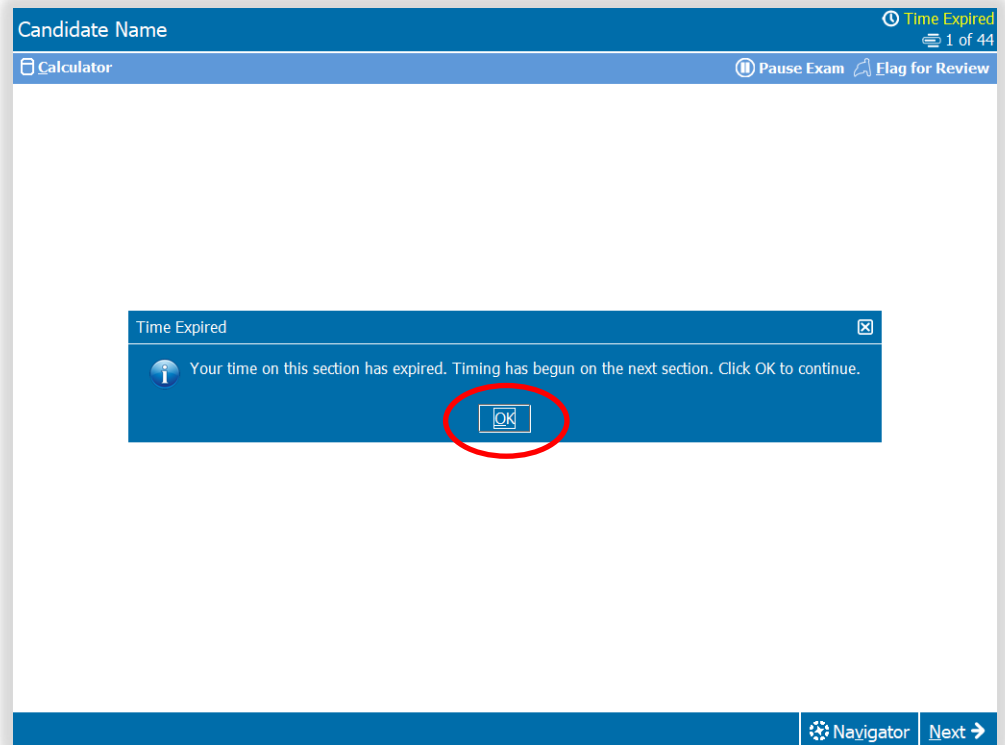 Candidate Name
Time Expired
1 of 44
Calculator
Pause Exam
Flag for Review
Time Expired
Your time on this section has expired. Timing has begun on the next section. Click OK to continue.
OK
Navigator
Next